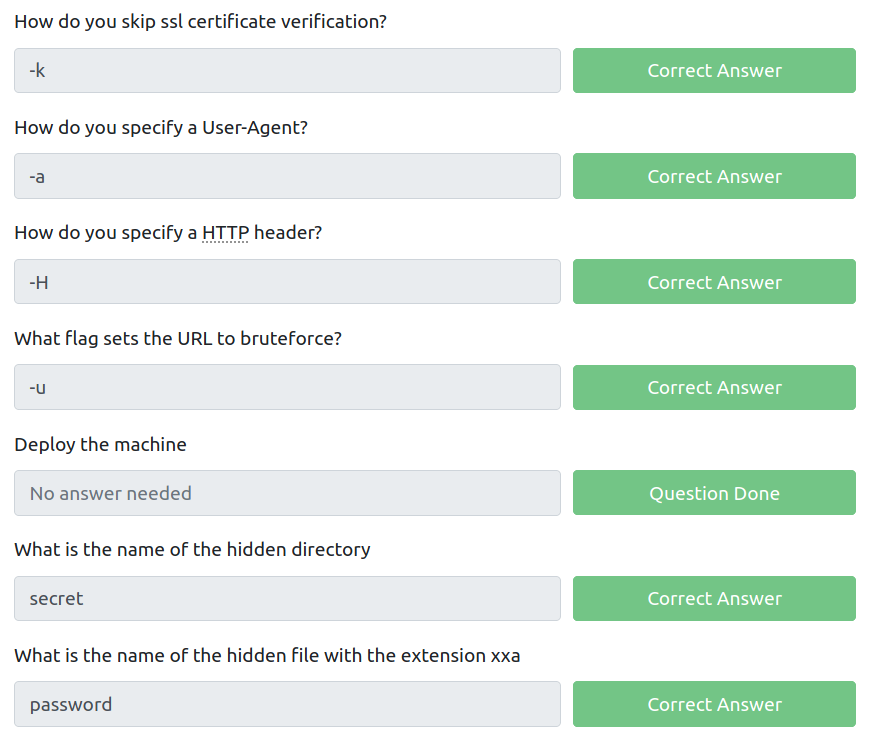 How do you skip ssl certificate verification?
-k
Correct Answer
How do you specify a User-Agent?
-a
Correct Answer
How do you specify a HTTP header?
-H
Correct Answer
What flag sets the URL to bruteforce?
-u
Correct Answer
Deploy the machine
No answer needed
Question Done
What is the name of the hidden directory
secret
Correct Answer
What is the name of the hidden file with the extension xxa
password
Correct Answer